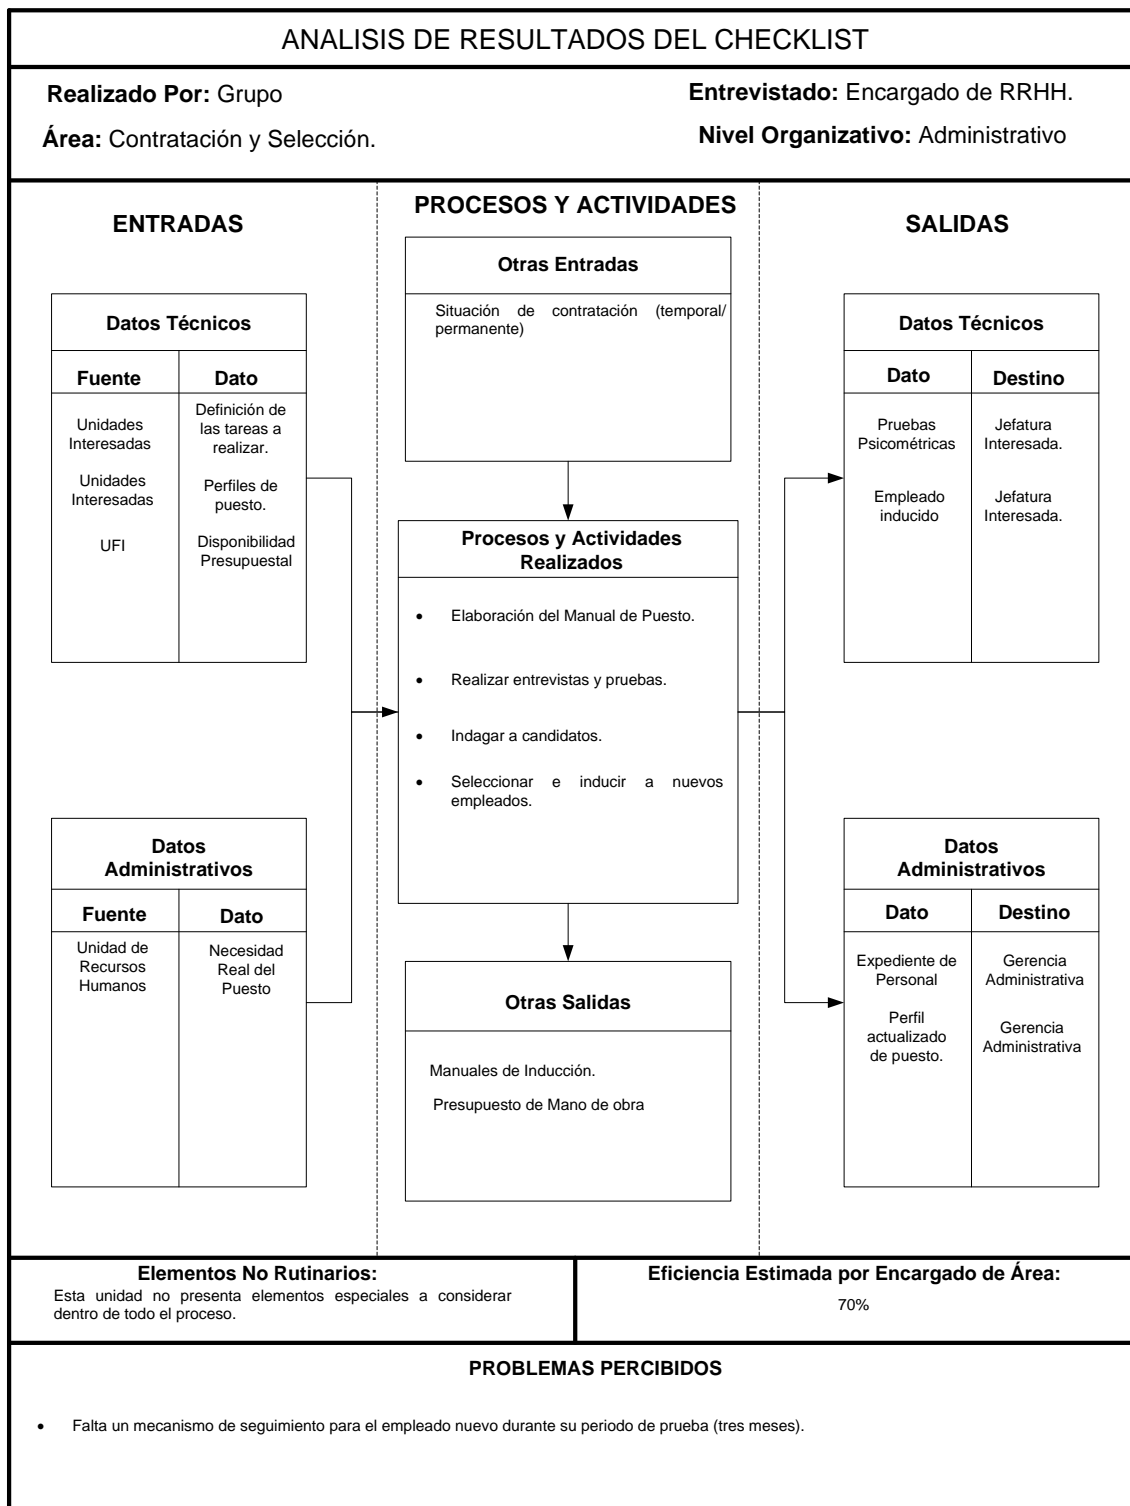 ANALISIS DE RESULTADOS DEL CHECKLIST
Realizado Por: Grupo
Entrevistado: Encargado de RRHH.
Área: Contratación y Selección.
Nivel Organizativo: Administrativo
ENTRADAS
Datos Técnicos
Fuente
Dato
Unidades
Interesadas
Definición de
las tareas a
realizar.
Unidades
Interesadas
Perfiles de
puesto.
UFI
Disponibilidad
Presupuestal
Datos
Administrativos
Fuente
Dato
Unidad de
Recursos
Humanos
Necesidad
Real del
Puesto
PROCESOS Y ACTIVIDADES
Otras Entradas
Situación de contratación (temporal/
permanente)
Procesos y Actividades
Realizados
• Elaboración del Manual de Puesto.
• Realizar entrevistas y pruebas.
• Indagar a candidatos.
• Seleccionar e inducir a nuevos
empleados.
Otras Salidas
Manuales de Inducción.
Presupuesto de Mano de obra
SALIDAS
Datos Técnicos
Dato
Destino
Pruebas
Psicométricas
Jefatura
Interesada.
Empleado
inducido
Jefatura
Interesada.
Datos
Administrativos
Dato
Destino
Expediente de
Personal
Gerencia
Administrativa
Perfil
actualizado
de puesto.
Gerencia
Administrativa
Elementos No Rutinarios:
Esta unidad no presenta elementos especiales a considerar
dentro de todo el proceso.
Eficiencia Estimada por Encargado de Área:
70%
PROBLEMAS PERCIBIDOS
• Falta un mecanismo de seguimiento para el empleado nuevo durante su periodo de prueba (tres meses).